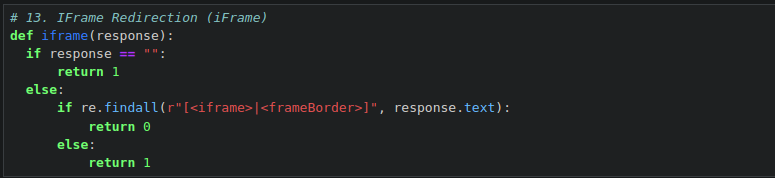 # 13. IFrame Redirection (iFrame)
def iframe(response):
  if response == "":
      return 1
  else:
      if re.findall(r"[<iframe>|<frameBorder>]", response.text):
          return 0
      else:
          return 1